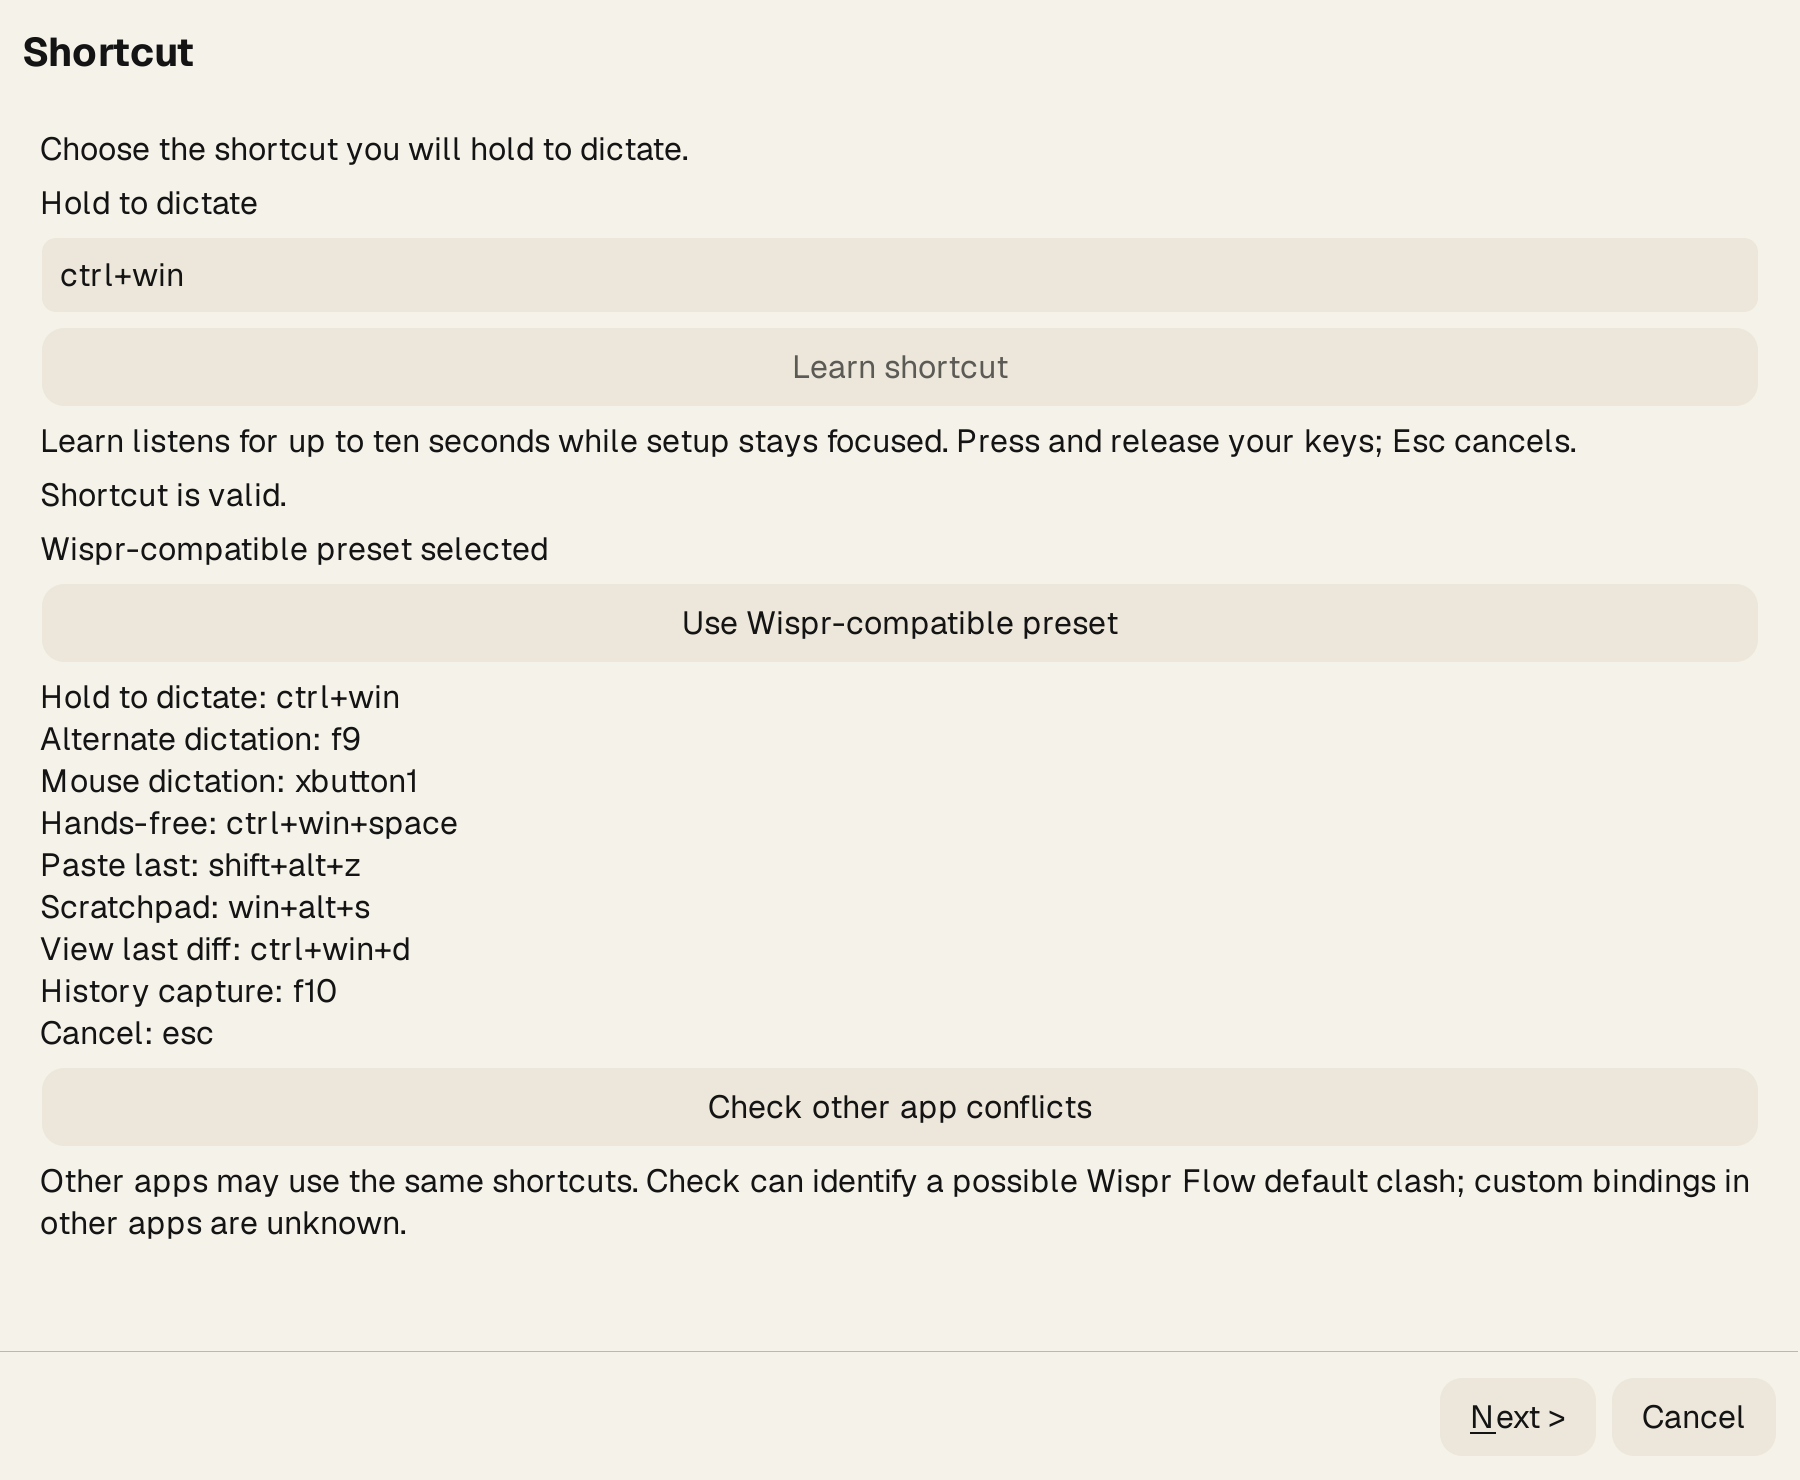 Shortcut
Choose the shortcut you will hold to dictate.
Hold to dictate
ctrl+win
Learn shortcut
Learn listens for up to ten seconds while setup stays focused. Press and release your keys; Esc cancels.
Shortcut is valid.
Wispr-compatible preset selected
Use Wispr-compatible preset
Hold to dictate: ctrl+win
Alternate dictation: f9
Mouse dictation: xbutton1
Hands-free: ctrl+win+space
Paste last: shift+alt+z
Scratchpad: win+alt+s
View last diff: ctrl+win+d
History capture: f10
Cancel: esc
Check other app conflicts
Other apps may use the same shortcuts. Check can identify a possible Wispr Flow default clash; custom bindings in
other apps are unknown.
Next >
Cancel